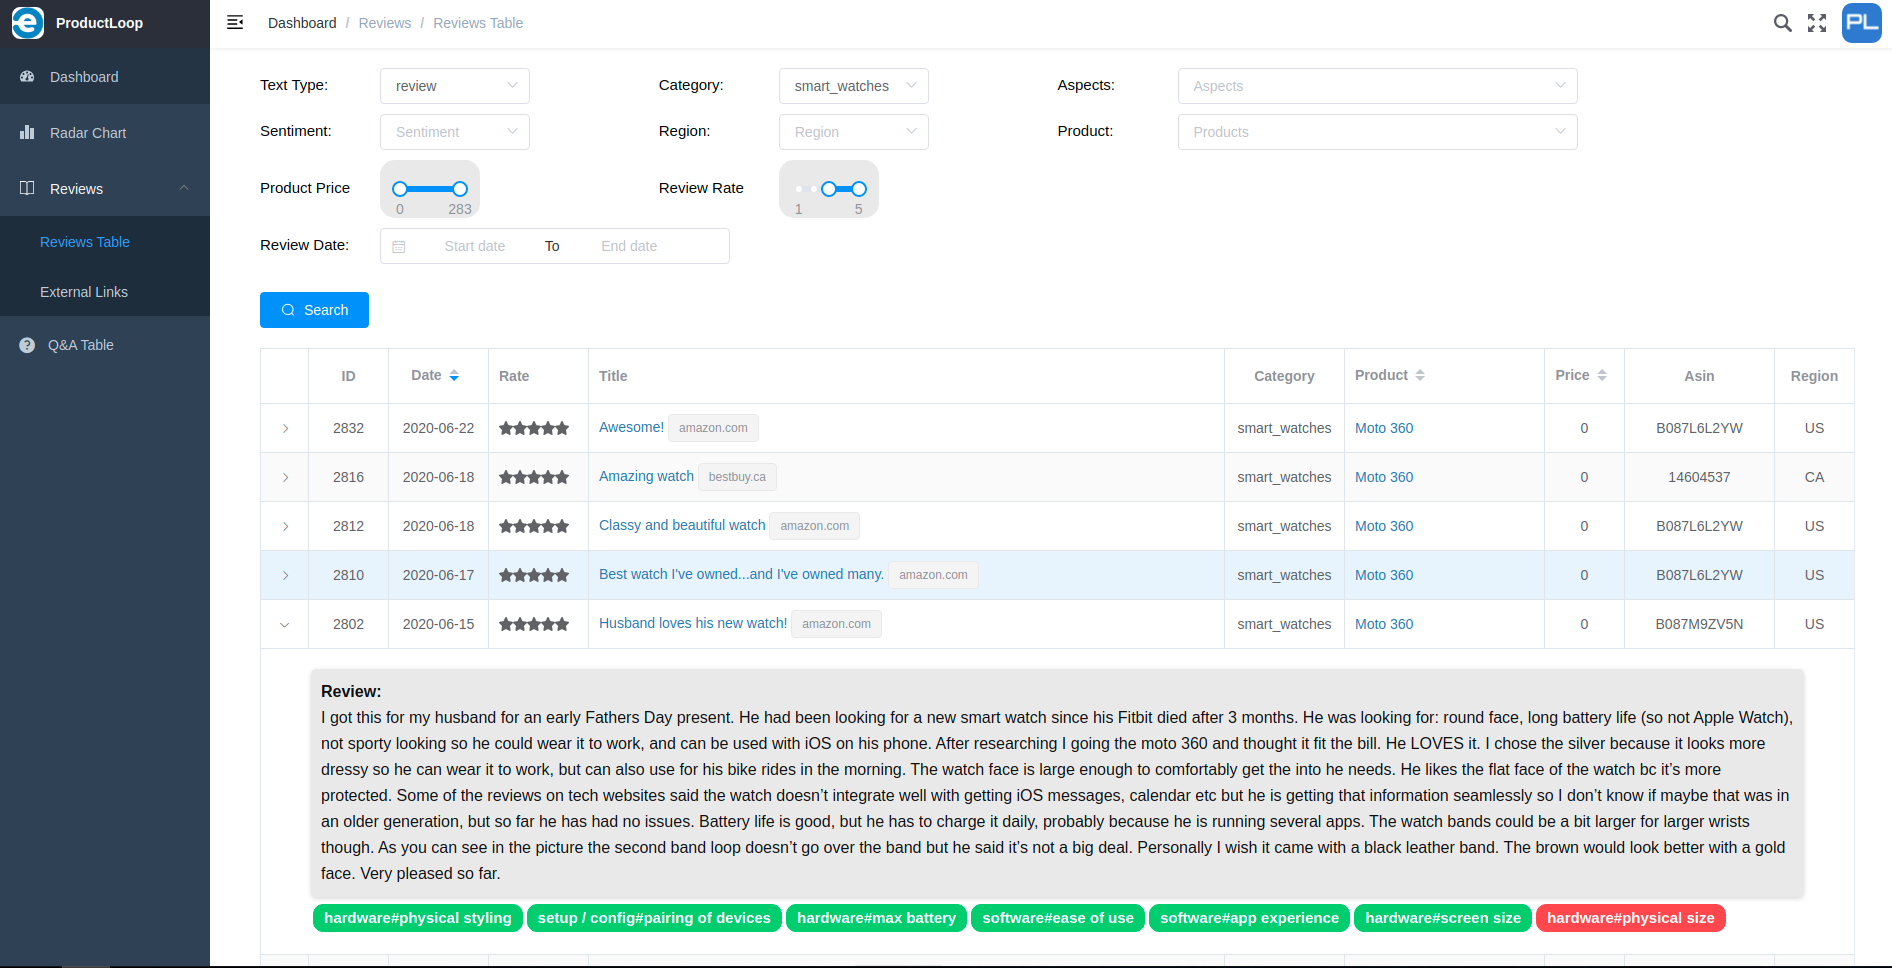 ProductLoop
Dashboard / Reviews / Reviews Table
PL
Dashboard
Radar Chart
Reviews
Reviews Table
External Links
Q&A Table
Text Type: review Category: smart_watches Aspects: Aspects
Sentiment: Sentiment Region: Region Product: Products
Product Price 0 283 Review Rate 1 5
Review Date: Start date To End date
Search
ID Date Rate Title Category Product Price Asin Region
2832 2020-06-22 Awesome! amazon.com smart_watches Moto 360 0 B087L6L2YW US
2816 2020-06-18 Amazing watch bestbuy.ca smart_watches Moto 360 0 14604537 CA
2812 2020-06-18 Classy and beautiful watch amazon.com smart_watches Moto 360 0 B087L6L2YW US
2810 2020-06-17 Best watch I've owned...and I've owned many. amazon.com smart_watches Moto 360 0 B087L6L2YW US
2802 2020-06-15 Husband loves his new watch! amazon.com smart_watches Moto 360 0 B087M9ZV5N US
Review:
I got this for my husband for an early Fathers Day present. He had been looking for a new smart watch since his Fitbit died after 3 months. He was looking for: round face, long battery life (so not Apple Watch),
not sporty looking so he could wear it to work, and can be used with iOS on his phone. After researching I going the moto 360 and thought it fit the bill. He LOVES it. I chose the silver because it looks more
dressy so he can wear it to work, but can also use for his bike rides in the morning. The watch face is large enough to comfortably get the into he needs. He likes the flat face of the watch bc it’s more
protected. Some of the reviews on tech websites said the watch doesn’t integrate well with getting iOS messages, calendar etc but he is getting that information seamlessly so I don’t know if maybe that was in
an older generation, but so far he has had no issues. Battery life is good, but he has to charge it daily, probably because he is running several apps. The watch bands could be a bit larger for larger wrists
though. As you can see in the picture the second band loop doesn’t go over the band but he said it’s not a big deal. Personally I wish it came with a black leather band. The brown would look better with a gold
face. Very pleased so far.
hardware#physical styling setup / config#pairing of devices hardware#max battery software#ease of use software#app experience hardware#screen size hardware#physical size